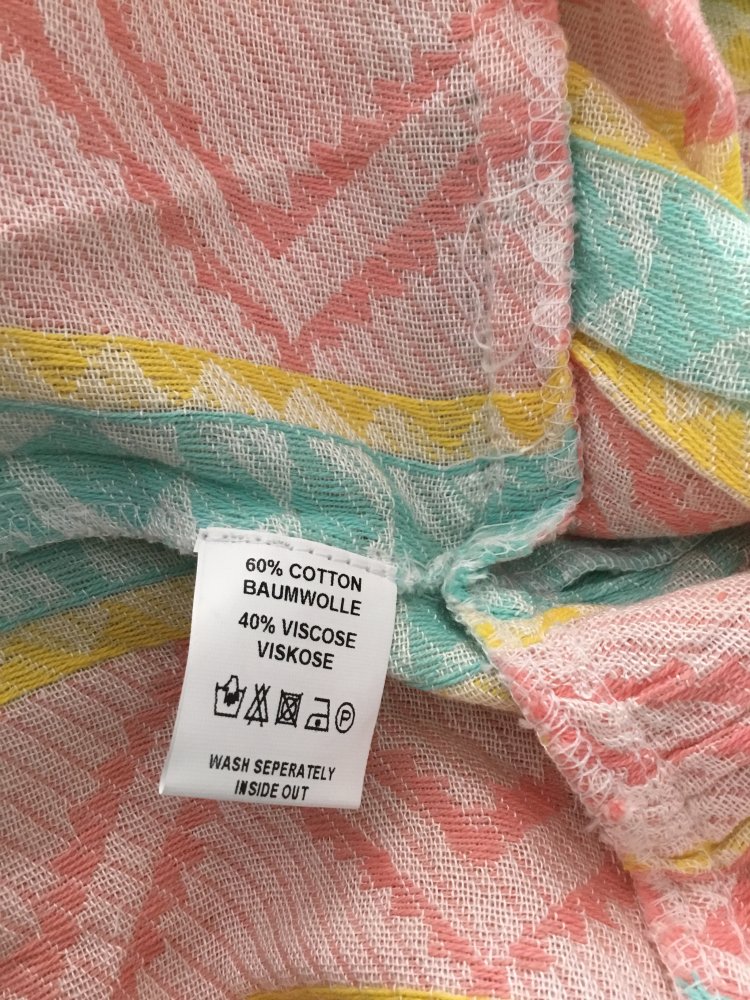 60% COTTON
BAUMWOLLE
40% VISCOSE
VISKOSE
P
WASH SEPERATELY
INSIDE OUT